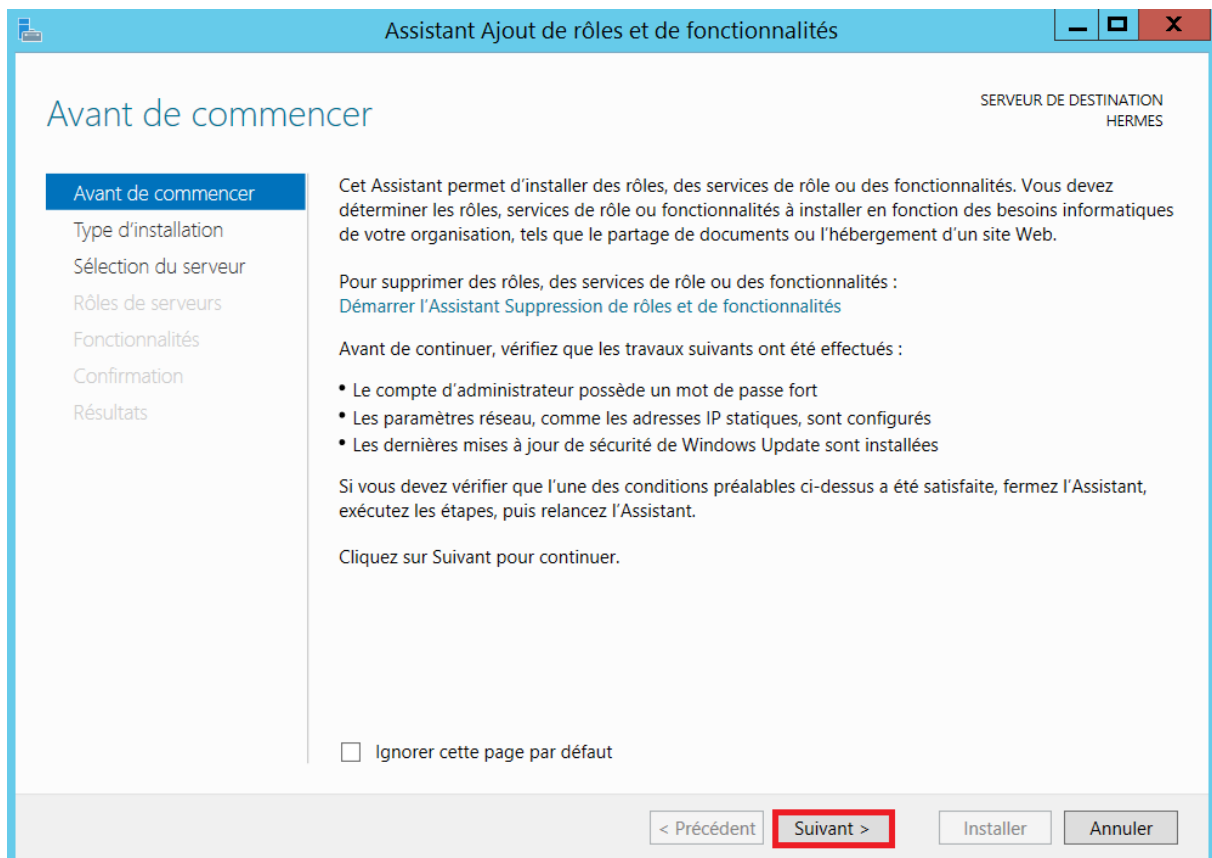 Assistant Ajout de rôles et de fonctionnalités
X
Avant de commencer
SERVEUR DE DESTINATION
HERMES
Avant de commencer
Type d'installation
Sélection du serveur
Rôles de serveurs
Fonctionnalités
Confirmation
Résultats
Cet Assistant permet d'installer des rôles, des services de rôle ou des fonctionnalités. Vous devez
déterminer les rôles, services de rôle ou fonctionnalités à installer en fonction des besoins informatiques
de votre organisation, tels que le partage de documents ou l'hébergement d'un site Web.
Pour supprimer des rôles, des services de rôle ou des fonctionnalités :
Démarrer l'Assistant Suppression de rôles et de fonctionnalités
Avant de continuer, vérifiez que les travaux suivants ont été effectués :
• Le compte d'administrateur possède un mot de passe fort
• Les paramètres réseau, comme les adresses IP statiques, sont configurés
• Les dernières mises à jour de sécurité de Windows Update sont installées
Si vous devez vérifier que l'une des conditions préalables ci-dessus a été satisfaite, fermez l'Assistant,
exécutez les étapes, puis relancez l'Assistant.
Cliquez sur Suivant pour continuer.
Ignorer cette page par défaut
< Précédent
Suivant >
Installer
Annuler